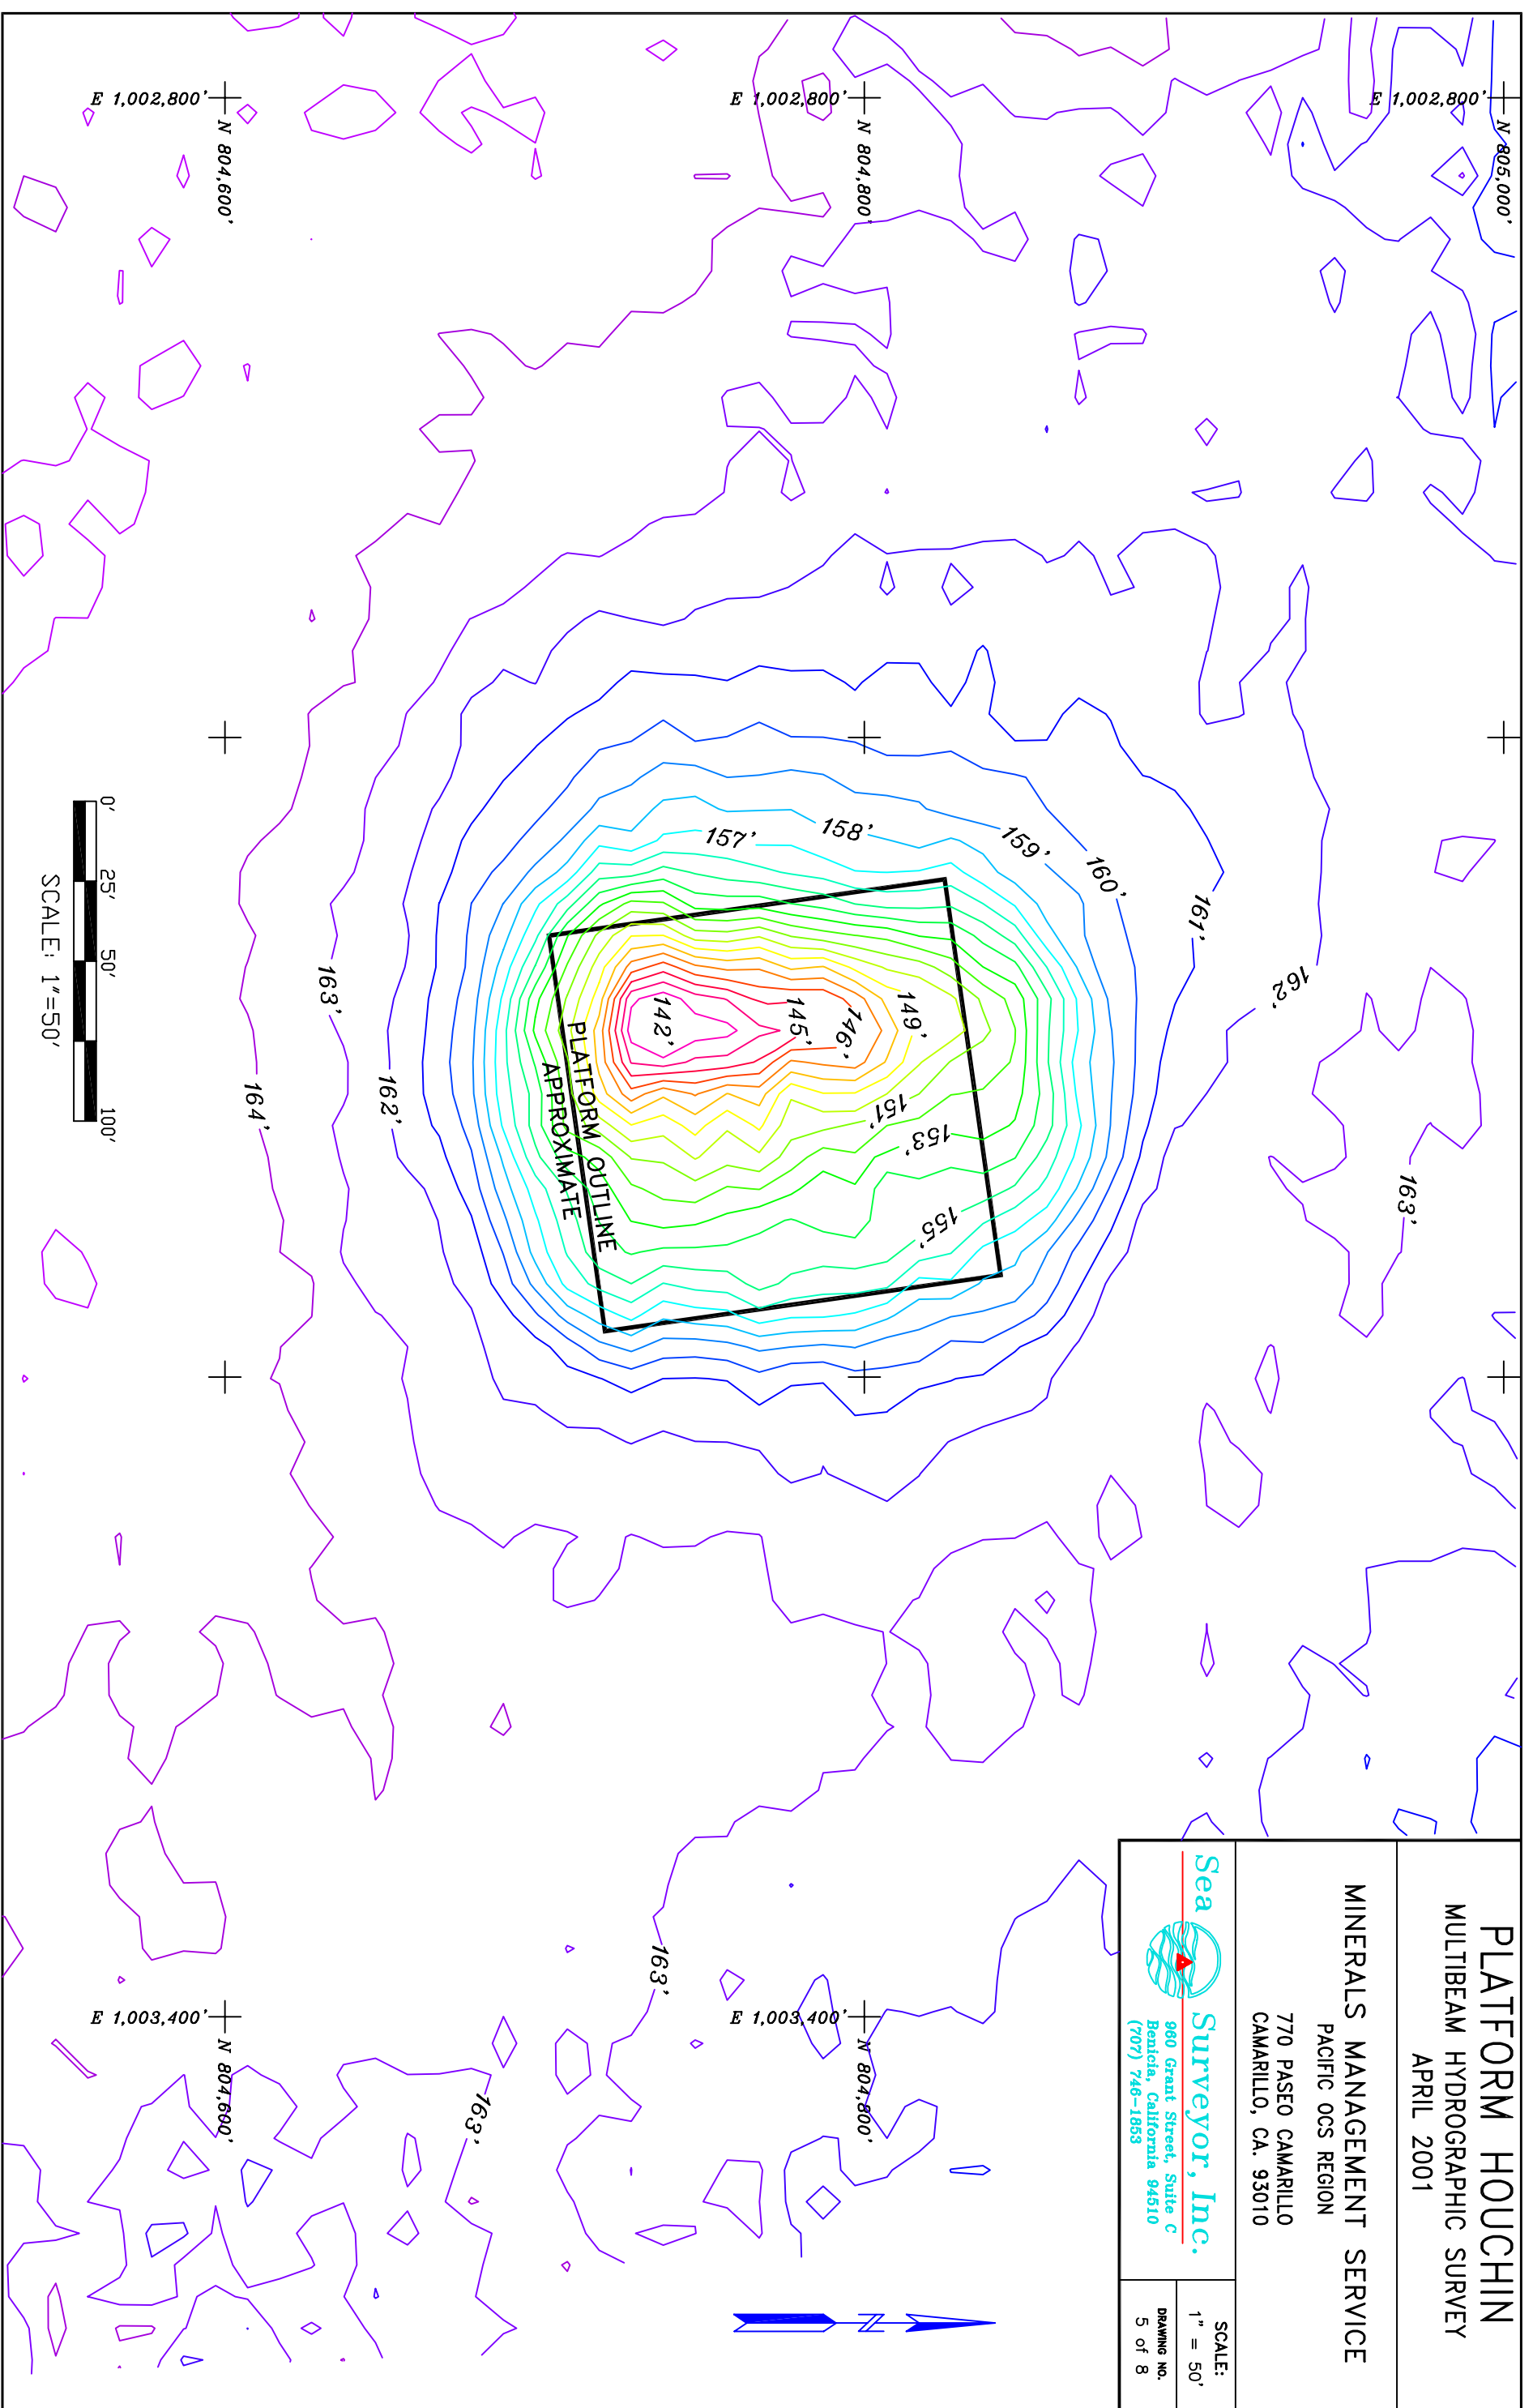 PLATFORM HOUCHIN
MULTIBEAM HYDROGRAPHIC SURVEY
APRIL 2001
MINERALS MANAGEMENT SERVICE
PACIFIC OCS REGION
770 PASEO CAMARILLO
CAMARILLO, CA. 93010
Sea Surveyor, Inc.
960 Grant Street, Suite C
Benicia, California 94510
(707) 746-1853
SCALE:
1" = 50'
DRAWING NO.
5 of 8
E 1,002,800'
N 805,000'
E 1,002,800'
N 804,800'
E 1,002,800'
N 804,600'
E 1,003,400'
N 804,800'
E 1,003,400'
N 804,600'
163'
162'
161'
160'
159'
158'
157'
155'
153'
151'
149'
146'
145'
142'
PLATFORM OUTLINE
APPROXIMATE
162'
163'
164'
163'
163'
0'
25'
50'
100'
SCALE: 1"=50'
N